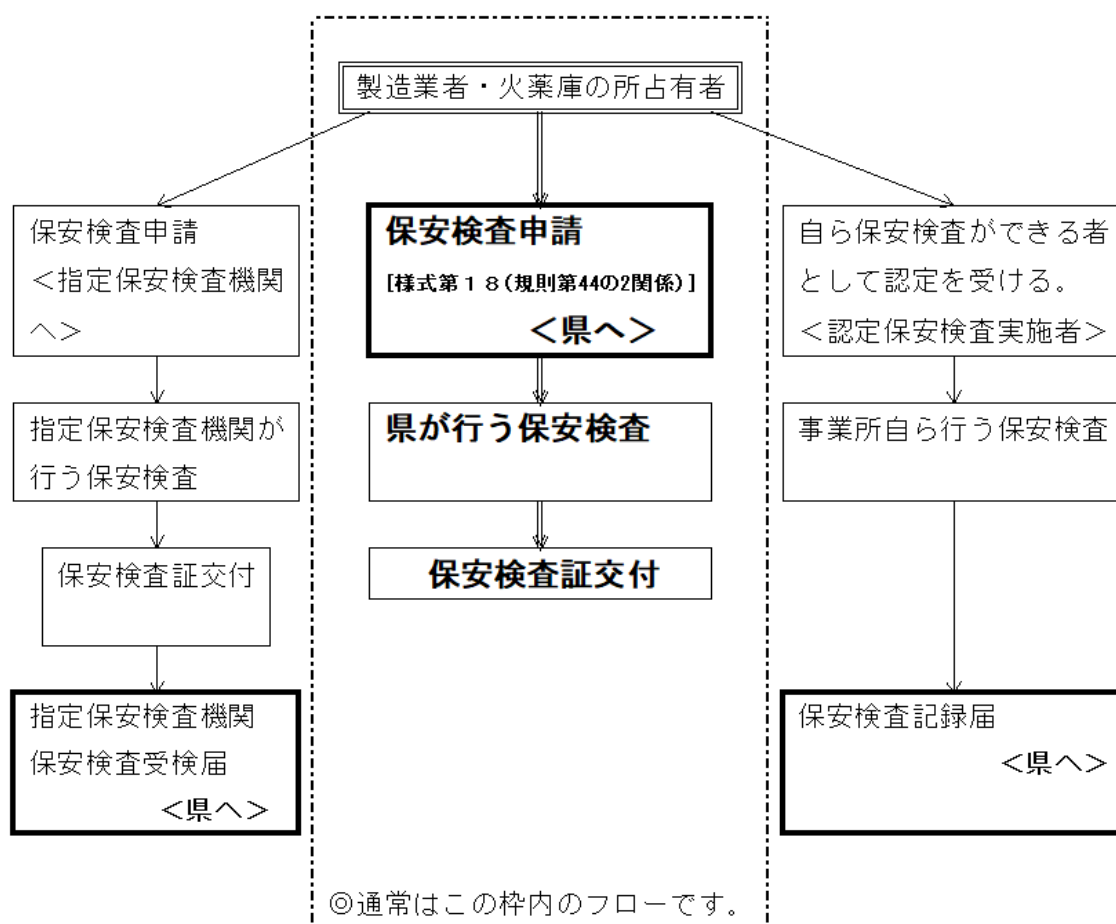 製造業者・火薬庫の所占有者
保安検査申請
＜指定保安検査機関
へ＞
指定保安検査機関が
行う保安検査
保安検査証交付
指定保安検査機関
保安検査受検届
＜県へ＞
保安検査申請
[様式第１８(規則第44の2関係)]
＜県へ＞
県が行う保安検査
保安検査証交付
◎通常はこの枠内のフローです。
自ら保安検査ができる者
として認定を受ける。
＜認定保安検査実施者＞
事業所自ら行う保安検査
保安検査記録届
＜県へ＞